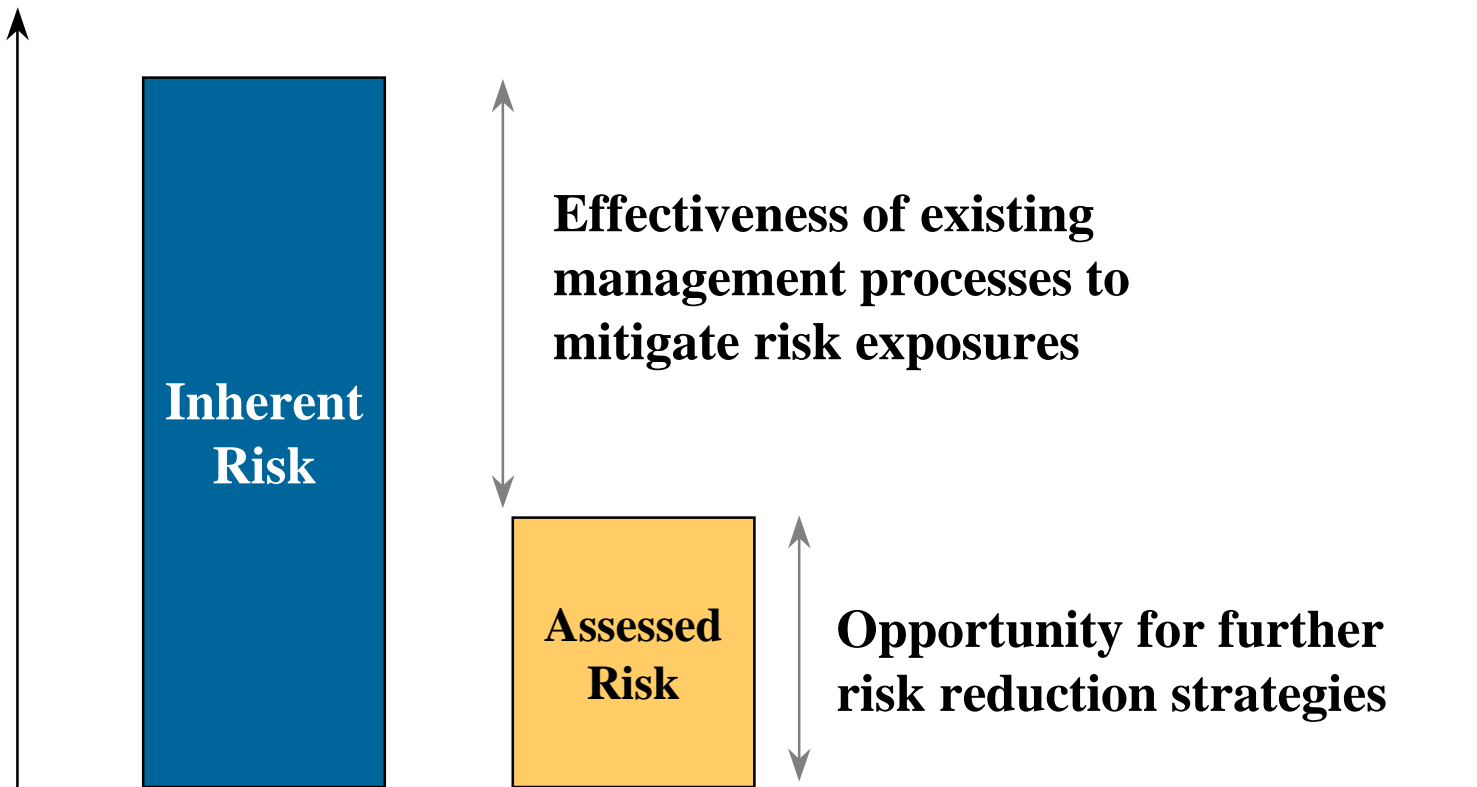 Effectiveness of existing
management processes to
mitigate risk exposures
Inherent
Risk
Assessed
Risk
Opportunity for further
risk reduction strategies